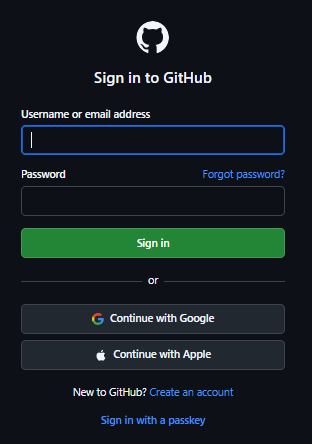 Sign in to GitHub
Username or email address
Password Forgot password?
Sign in
or
Continue with Google
Continue with Apple
New to GitHub? Create an account
Sign in with a passkey